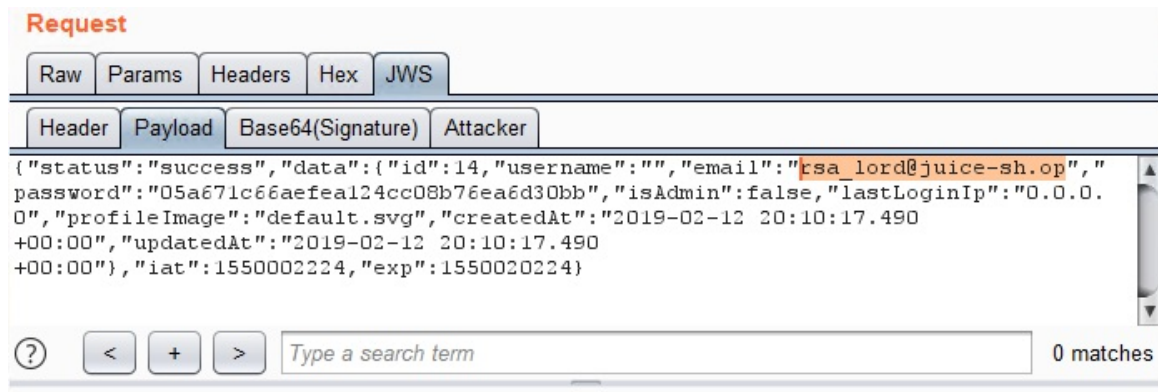 Request
Raw Params Headers Hex JWS
Header Payload Base64(Signature) Attacker
{"status":"success","data":{"id":14,"username":"","email":"rsa_lord@juice-sh.op","
password":"05a671c66aefea124cc08b76ea6d30bb","isAdmin":false,"lastLoginIp":"0.0.0.
0","profileImage":"default.svg","createdAt":"2019-02-12 20:10:17.490
+00:00","updatedAt":"2019-02-12 20:10:17.490
+00:00"},"iat":1550002224,"exp":1550020224}
? < + > Type a search term 0 matches